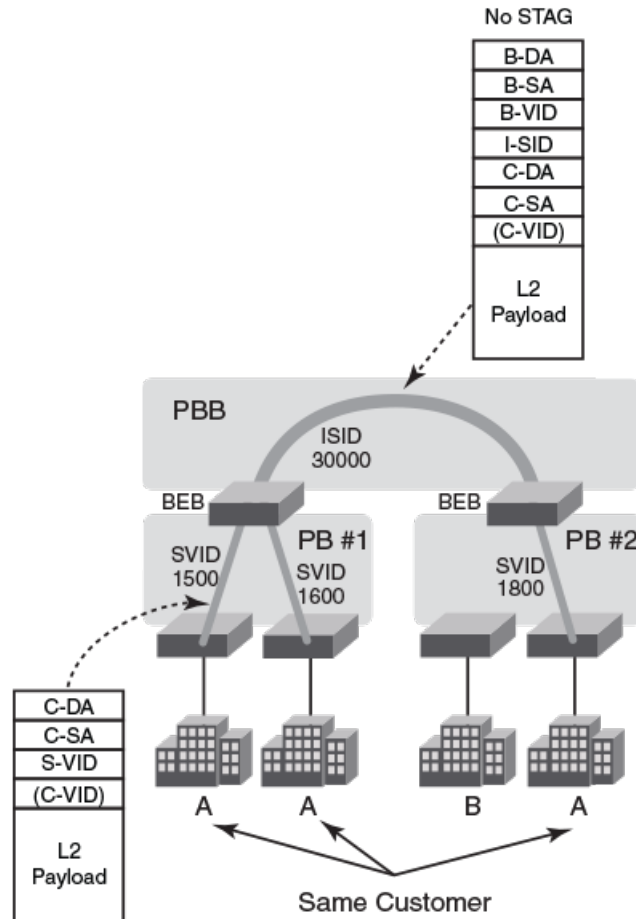 No STAG
B-DA
B-SA
B-VID
I-SID
C-DA
C-SA
(C-VID)
L2
Payload
PBB
ISID
30000
BEB
BEB
PB #1
PB #2
SVID
1500
SVID
1600
SVID
1800
C-DA
C-SA
S-VID
(C-VID)
L2
Payload
A
A
B
A
Same Customer